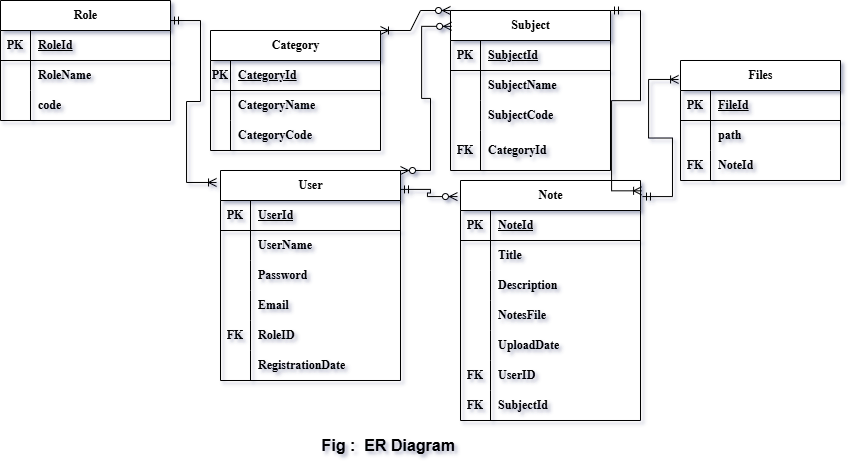 Role
PK RoleId
RoleName
code
Category
PK CategoryId
CategoryName
CategoryCode
Subject
PK SubjectId
SubjectName
SubjectCode
FK CategoryId
Files
PK FileId
path
FK NoteId
User
PK UserId
UserName
Password
Email
FK RoleID
RegistrationDate
Note
PK NoteId
Title
Description
NotesFile
UploadDate
FK UserID
FK SubjectId
Fig : ER Diagram